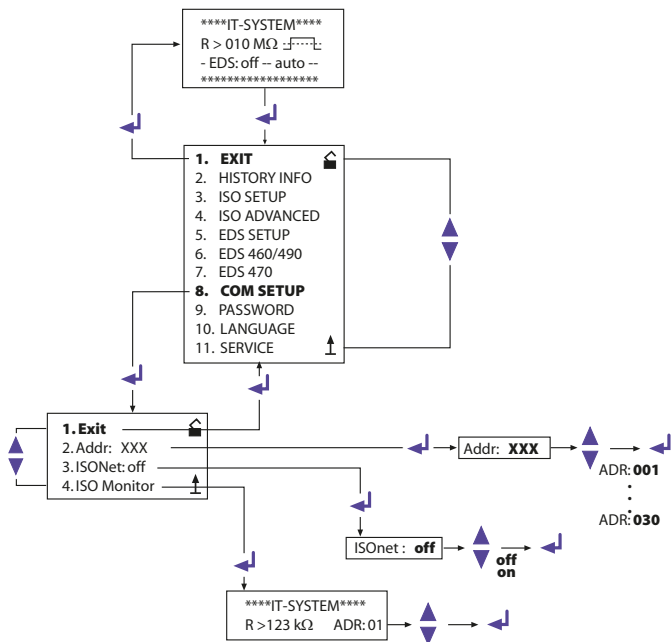 ****IT-SYSTEM****
R > 010 MΩ
- EDS: off -- auto --
******************
1. EXIT
2. HISTORY INFO
3. ISO SETUP
4. ISO ADVANCED
5. EDS SETUP
6. EDS 460/490
7. EDS 470
8. COM SETUP
9. PASSWORD
10. LANGUAGE
11. SERVICE
1. Exit
2. Addr: XXX
3. ISONet: off
4. ISO Monitor
Addr: XXX
ADR: 001
.
.
.
ADR: 030
ISOnet : off
off
on
****IT-SYSTEM****
R >123 kΩ ADR: 01